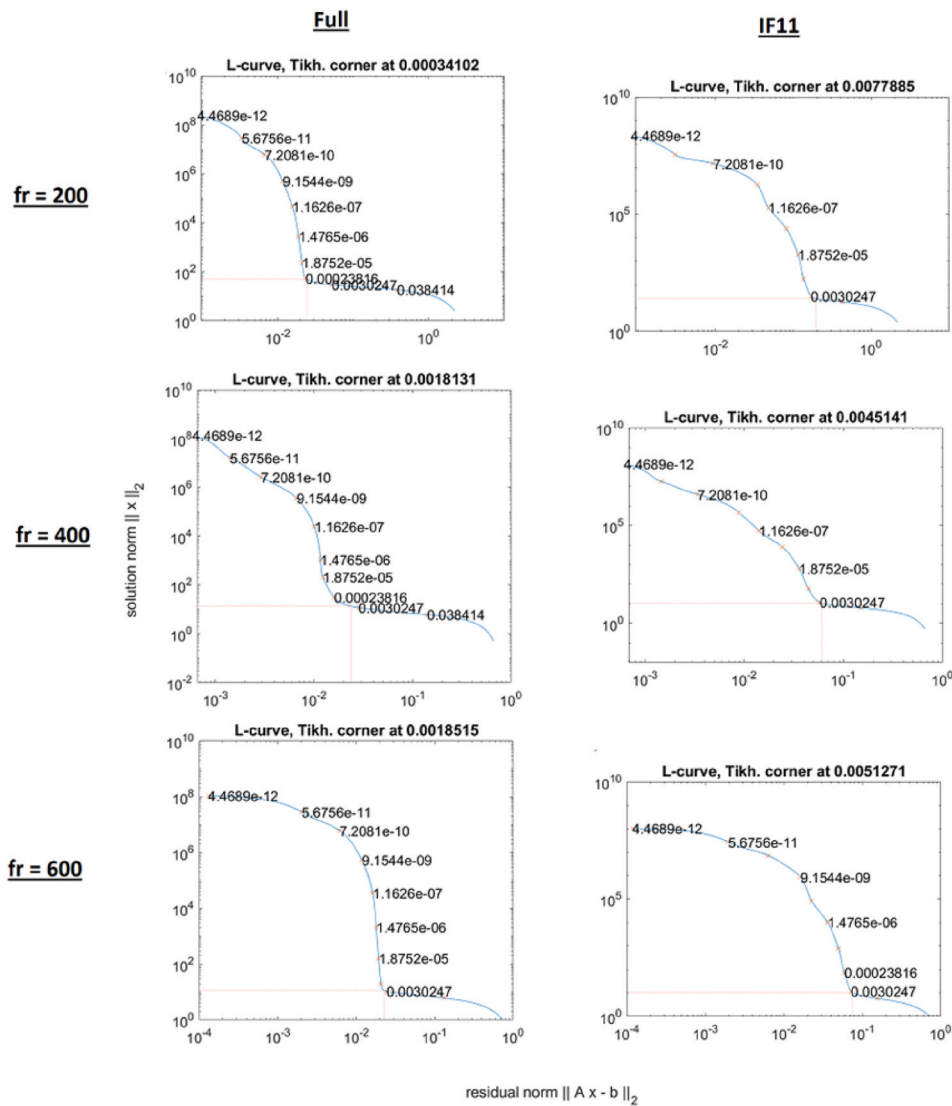 Full
IF11
fr = 200
L-curve, Tikh. corner at 0.00034102
10^10
10^8
10^6
10^4
10^2
10^0
10^-2
10^0
4.4689e-12
5.6756e-11
7.2081e-10
9.1544e-09
1.1626e-07
1.4765e-06
1.8752e-05
0.00023816
0.0030247
0.038414
L-curve, Tikh. corner at 0.0077885
10^10
10^5
10^0
10^-2
10^0
4.4689e-12
7.2081e-10
1.1626e-07
1.8752e-05
0.0030247
fr = 400
L-curve, Tikh. corner at 0.0018131
solution norm || x ||_2
10^10
10^8
10^6
10^4
10^2
10^0
10^-2
10^-3
10^-2
10^-1
10^0
4.4689e-12
5.6756e-11
7.2081e-10
9.1544e-09
1.1626e-07
1.4765e-06
1.8752e-05
0.00023816
0.0030247
0.038414
L-curve, Tikh. corner at 0.0045141
10^10
10^5
10^0
10^-3
10^-2
10^-1
10^0
4.4689e-12
7.2081e-10
1.1626e-07
1.8752e-05
0.0030247
fr = 600
L-curve, Tikh. corner at 0.0018515
10^10
10^8
10^6
10^4
10^2
10^0
10^-4
10^-3
10^-2
10^-1
10^0
4.4689e-12
5.6756e-11
7.2081e-10
9.1544e-09
1.1626e-07
1.4765e-06
1.8752e-05
0.0030247
L-curve, Tikh. corner at 0.0051271
10^10
10^5
10^0
10^-4
10^-3
10^-2
10^-1
10^0
4.4689e-12
5.6756e-11
9.1544e-09
1.4765e-06
0.00023816
0.0030247
residual norm || A x - b ||_2